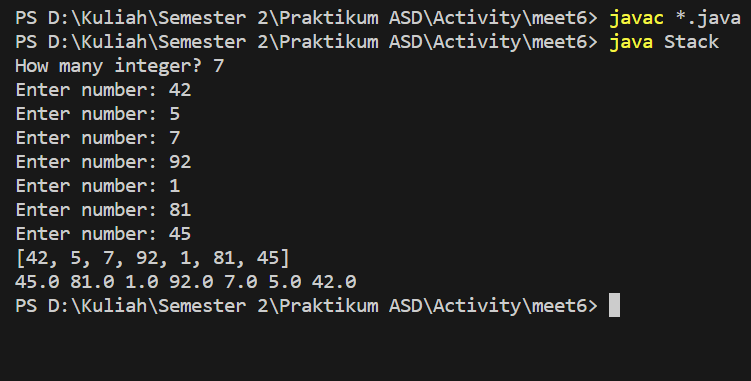 PS D:\Kuliah\Semester 2\Praktikum ASD\Activity\meet6> javac *.java
PS D:\Kuliah\Semester 2\Praktikum ASD\Activity\meet6> java Stack
How many integer? 7
Enter number: 42
Enter number: 5
Enter number: 7
Enter number: 92
Enter number: 1
Enter number: 81
Enter number: 45
[42, 5, 7, 92, 1, 81, 45]
45.0 81.0 1.0 92.0 7.0 5.0 42.0
PS D:\Kuliah\Semester 2\Praktikum ASD\Activity\meet6>